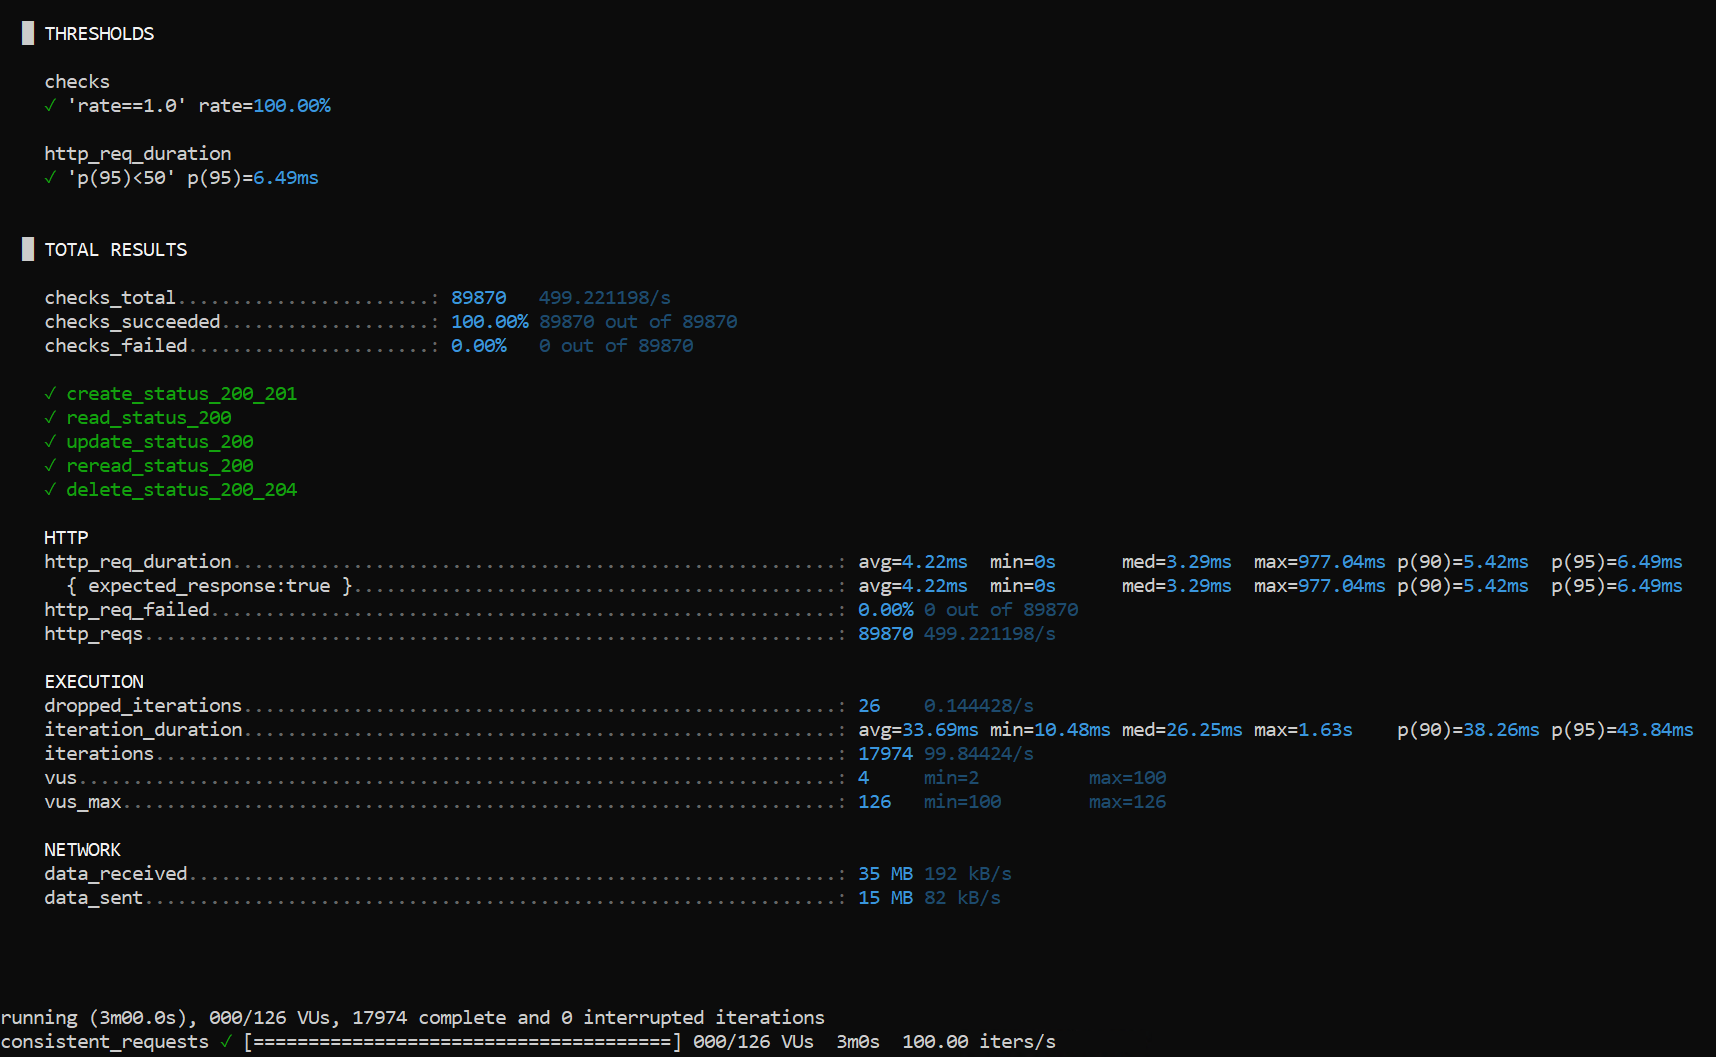 THRESHOLDS
checks
✓ 'rate==1.0' rate=100.00%
http_req_duration
✓ 'p(95)<50' p(95)=6.49ms
TOTAL RESULTS
checks_total.......................: 89870 499.221198/s
checks_succeeded...................: 100.00% 89870 out of 89870
checks_failed......................: 0.00% 0 out of 89870
✓ create_status_200_201
✓ read_status_200
✓ update_status_200
✓ reread_status_200
✓ delete_status_200_204
HTTP
http_req_duration.......................................................: avg=4.22ms min=0s med=3.29ms max=977.04ms p(90)=5.42ms p(95)=6.49ms
{ expected_response:true }............................................: avg=4.22ms min=0s med=3.29ms max=977.04ms p(90)=5.42ms p(95)=6.49ms
http_req_failed.........................................................: 0.00% 0 out of 89870
http_reqs...............................................................: 89870 499.221198/s
EXECUTION
dropped_iterations......................................................: 26 0.144428/s
iteration_duration......................................................: avg=33.69ms min=10.48ms med=26.25ms max=1.63s p(90)=38.26ms p(95)=43.84ms
iterations..............................................................: 17974 99.84424/s
vus.....................................................................: 4 min=2 max=100
vus_max.................................................................: 126 min=100 max=126
NETWORK
data_received...........................................................: 35 MB 192 kB/s
data_sent...............................................................: 15 MB 82 kB/s
running (3m00.0s), 000/126 VUs, 17974 complete and 0 interrupted iterations
consistent_requests ✓ [======================================] 000/126 VUs 3m0s 100.00 iters/s